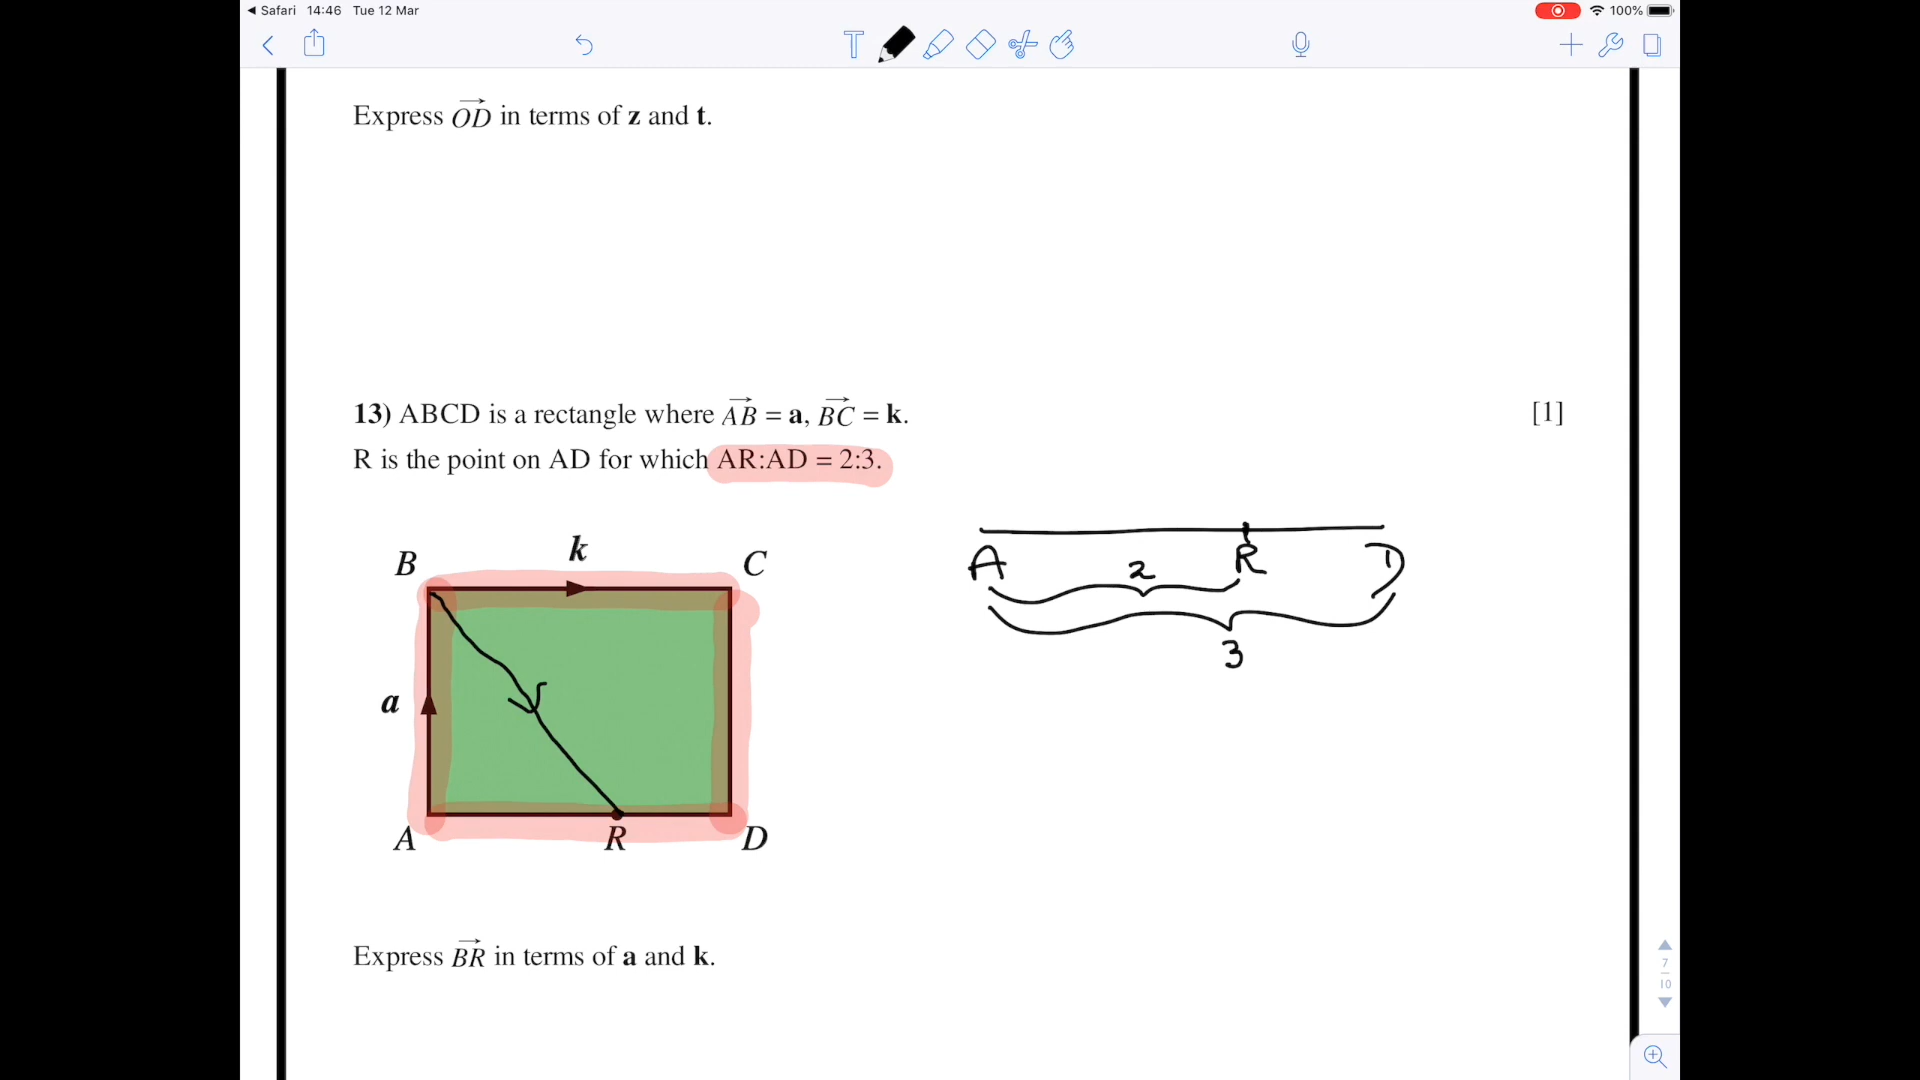 Safari 14:46 Tue 12 Mar 100%
T
Express OD in terms of z and t.
13) ABCD is a rectangle where AB = a, BC = k. [1]
R is the point on AD for which AR:AD = 2:3.
B k C
a
A R D
A R D
2
3
Express BR in terms of a and k.
7
10